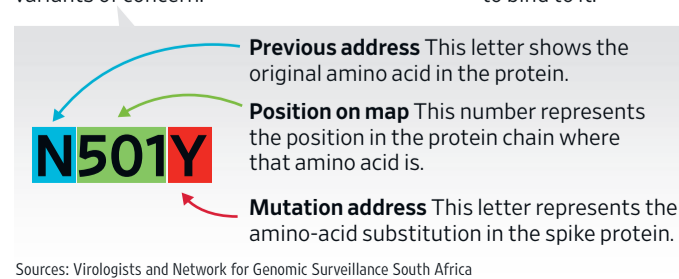 variants of concern.
to bind to it.
Previous address This letter shows the
original amino acid in the protein.
Position on map This number represents
the position in the protein chain where
that amino acid is.
N501Y
Mutation address This letter represents the
amino-acid substitution in the spike protein.
Sources: Virologists and Network for Genomic Surveillance South Africa